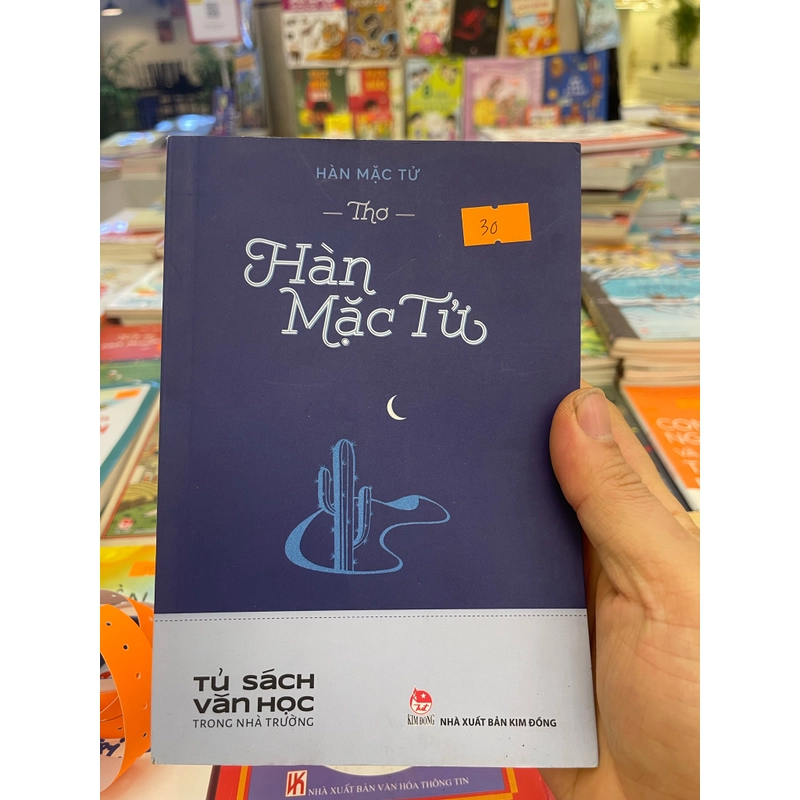 HÀN MẶC TỬ
Thơ
30
Hàn
Mặc Tử
TỦ SÁCH
VĂN HỌC
TRONG NHÀ TRƯỜNG
KIM ĐỒNG
NHÀ XUẤT BẢN KIM ĐỒNG
NHÀ XUẤT BẢN VĂN HÓA THÔNG TIN